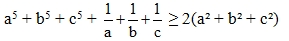 a⁵ + b⁵ + c⁵ + 1/a + 1/b + 1/c ≥ 2(a² + b² + c²)